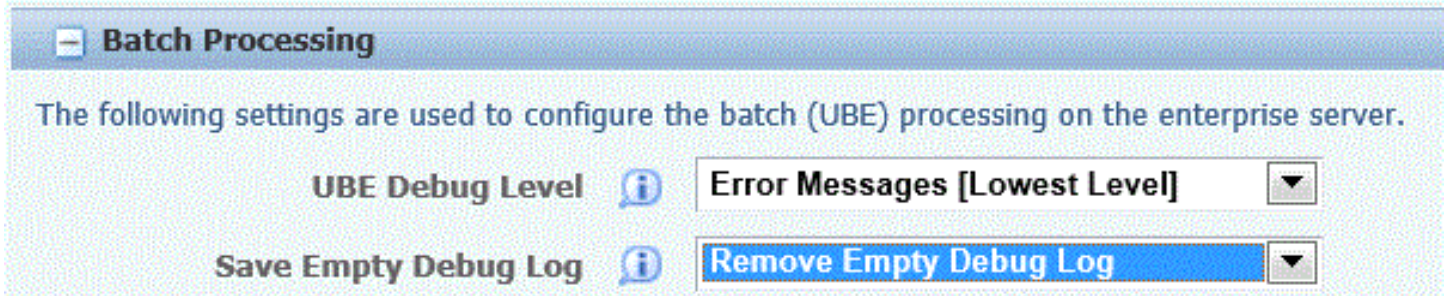 Batch Processing
The following settings are used to configure the batch (UBE) processing on the enterprise server.
UBE Debug Level Error Messages [Lowest Level]
Save Empty Debug Log Remove Empty Debug Log